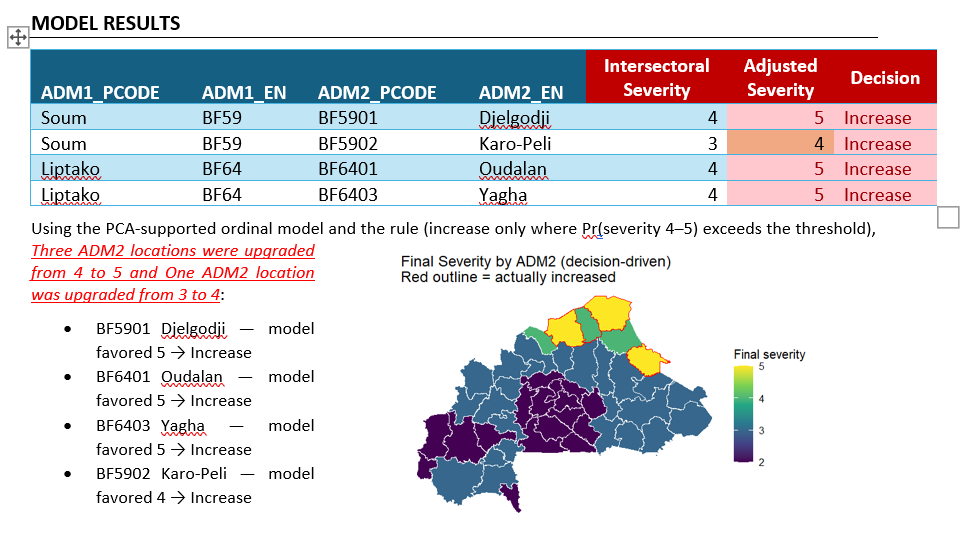 MODEL RESULTS
ADM1_PCODE ADM1_EN ADM2_PCODE ADM2_EN Intersectoral Severity Adjusted Severity Decision
Soum BF59 BF5901 Djelgodji 4 5 Increase
Soum BF59 BF5902 Karo-Peli 3 4 Increase
Liptako BF64 BF6401 Oudalan 4 5 Increase
Liptako BF64 BF6403 Yagha 4 5 Increase
Using the PCA-supported ordinal model and the rule (increase only where Pr(severity 4–5) exceeds the threshold),
Three ADM2 locations were upgraded
from 4 to 5 and One ADM2 location
was upgraded from 3 to 4:
• BF5901 Djelgodji — model
favored 5 → Increase
• BF6401 Oudalan — model
favored 5 → Increase
• BF6403 Yagha — model
favored 5 → Increase
• BF5902 Karo-Peli — model
favored 4 → Increase
Final Severity by ADM2 (decision-driven)
Red outline = actually increased
Final severity
5
4
3
2